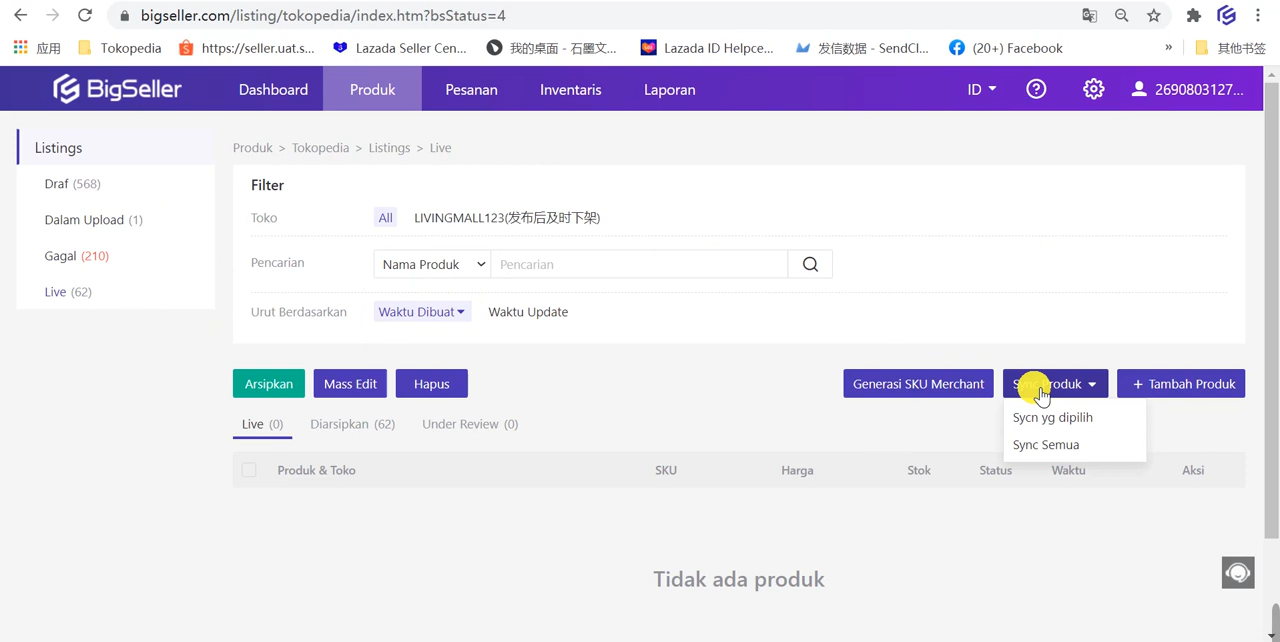 bigseller.com/listing/tokopedia/index.htm?bsStatus=4
应用 Tokopedia https://seller.uat.s... Lazada Seller Cen... 我的桌面 - 石墨文... Lazada ID Helpce... 发信数据 - SendCl... (20+) Facebook » 其他书签
BigSeller Dashboard Produk Pesanan Inventaris Laporan ID 2690803127...
Listings
Draf (568)
Dalam Upload (1)
Gagal (210)
Live (62)
Produk > Tokopedia > Listings > Live
Filter
Toko All LIVINGMALL123(发布后及时下架)
Pencarian Nama Produk Pencarian
Urut Berdasarkan Waktu Dibuat Waktu Update
Arsipkan Mass Edit Hapus Generasi SKU Merchant Sync Produk + Tambah Produk
Sycn yg dipilih
Sync Semua
Live (0) Diarsipkan (62) Under Review (0)
Produk & Toko SKU Harga Stok Status Waktu Aksi
Tidak ada produk